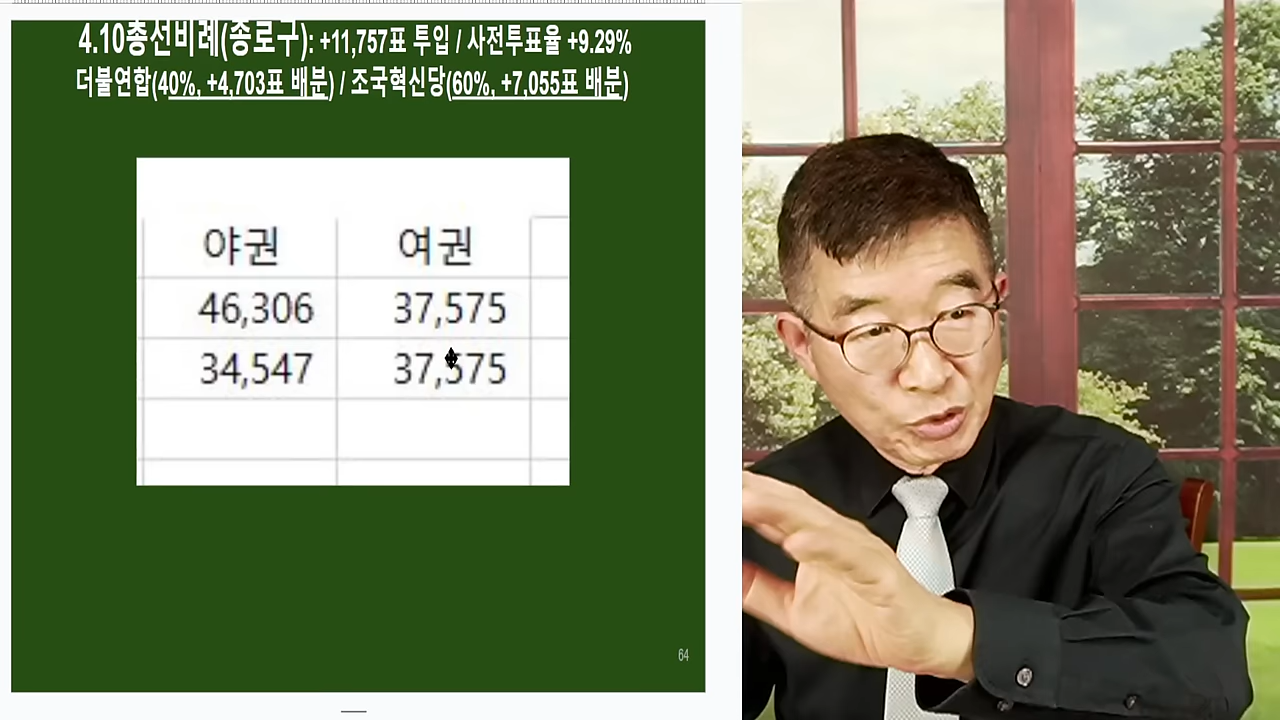 4.10총선비례(종로구): +11,757표 투입 / 사전투표율 +9.29%
더불연합(40%, +4,703표 배분) / 조국혁신당(60%, +7,055표 배분)
야권 여권
46,306 37,575
34,547 37,575
64